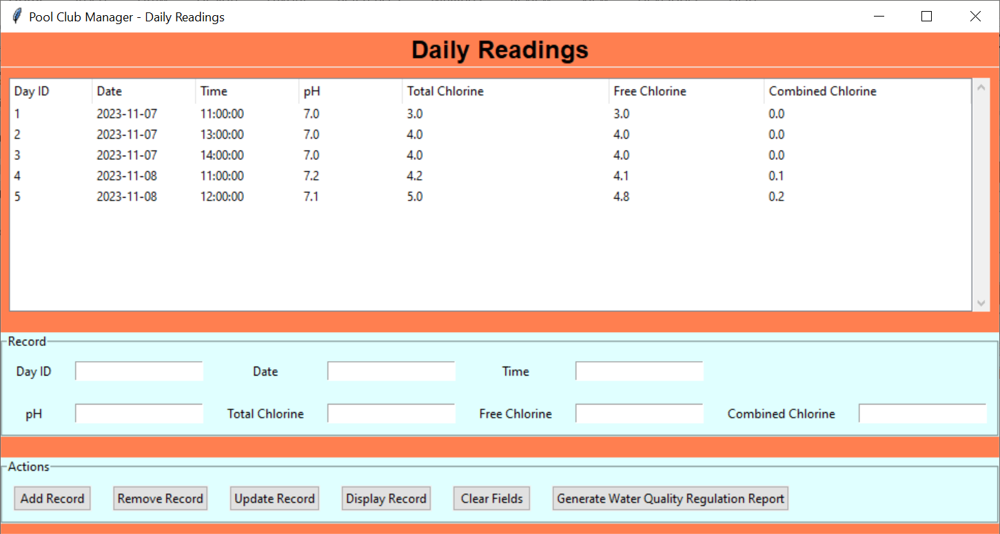 Pool Club Manager - Daily Readings
Daily Readings
Day ID Date Time pH Total Chlorine Free Chlorine Combined Chlorine
1 2023-11-07 11:00:00 7.0 3.0 3.0 0.0
2 2023-11-07 13:00:00 7.0 4.0 4.0 0.0
3 2023-11-07 14:00:00 7.0 4.0 4.0 0.0
4 2023-11-08 11:00:00 7.2 4.2 4.1 0.1
5 2023-11-08 12:00:00 7.1 5.0 4.8 0.2
Record
Day ID Date Time
pH Total Chlorine Free Chlorine Combined Chlorine
Actions
Add Record Remove Record Update Record Display Record Clear Fields Generate Water Quality Regulation Report